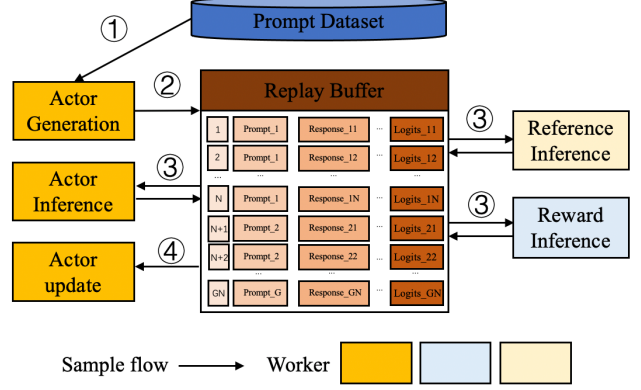 ①
Prompt Dataset
Actor
Generation
②
Replay Buffer
1 Prompt_1 Response_11 ... Logits_11
2 Prompt_1 Response_12 ... Logits_12
... ... ...
N Prompt_1 Response_1N ... Logits_1N
N+1 Prompt_2 Response_21 ... Logits_21
N+2 Prompt_2 Response_22 ... Logits_22
... ...
GN Prompt_G Response_GN ... Logits_GN
③
Reference
Inference
③
Actor
Inference
③
Reward
Inference
④
Actor
update
Sample flow
Worker